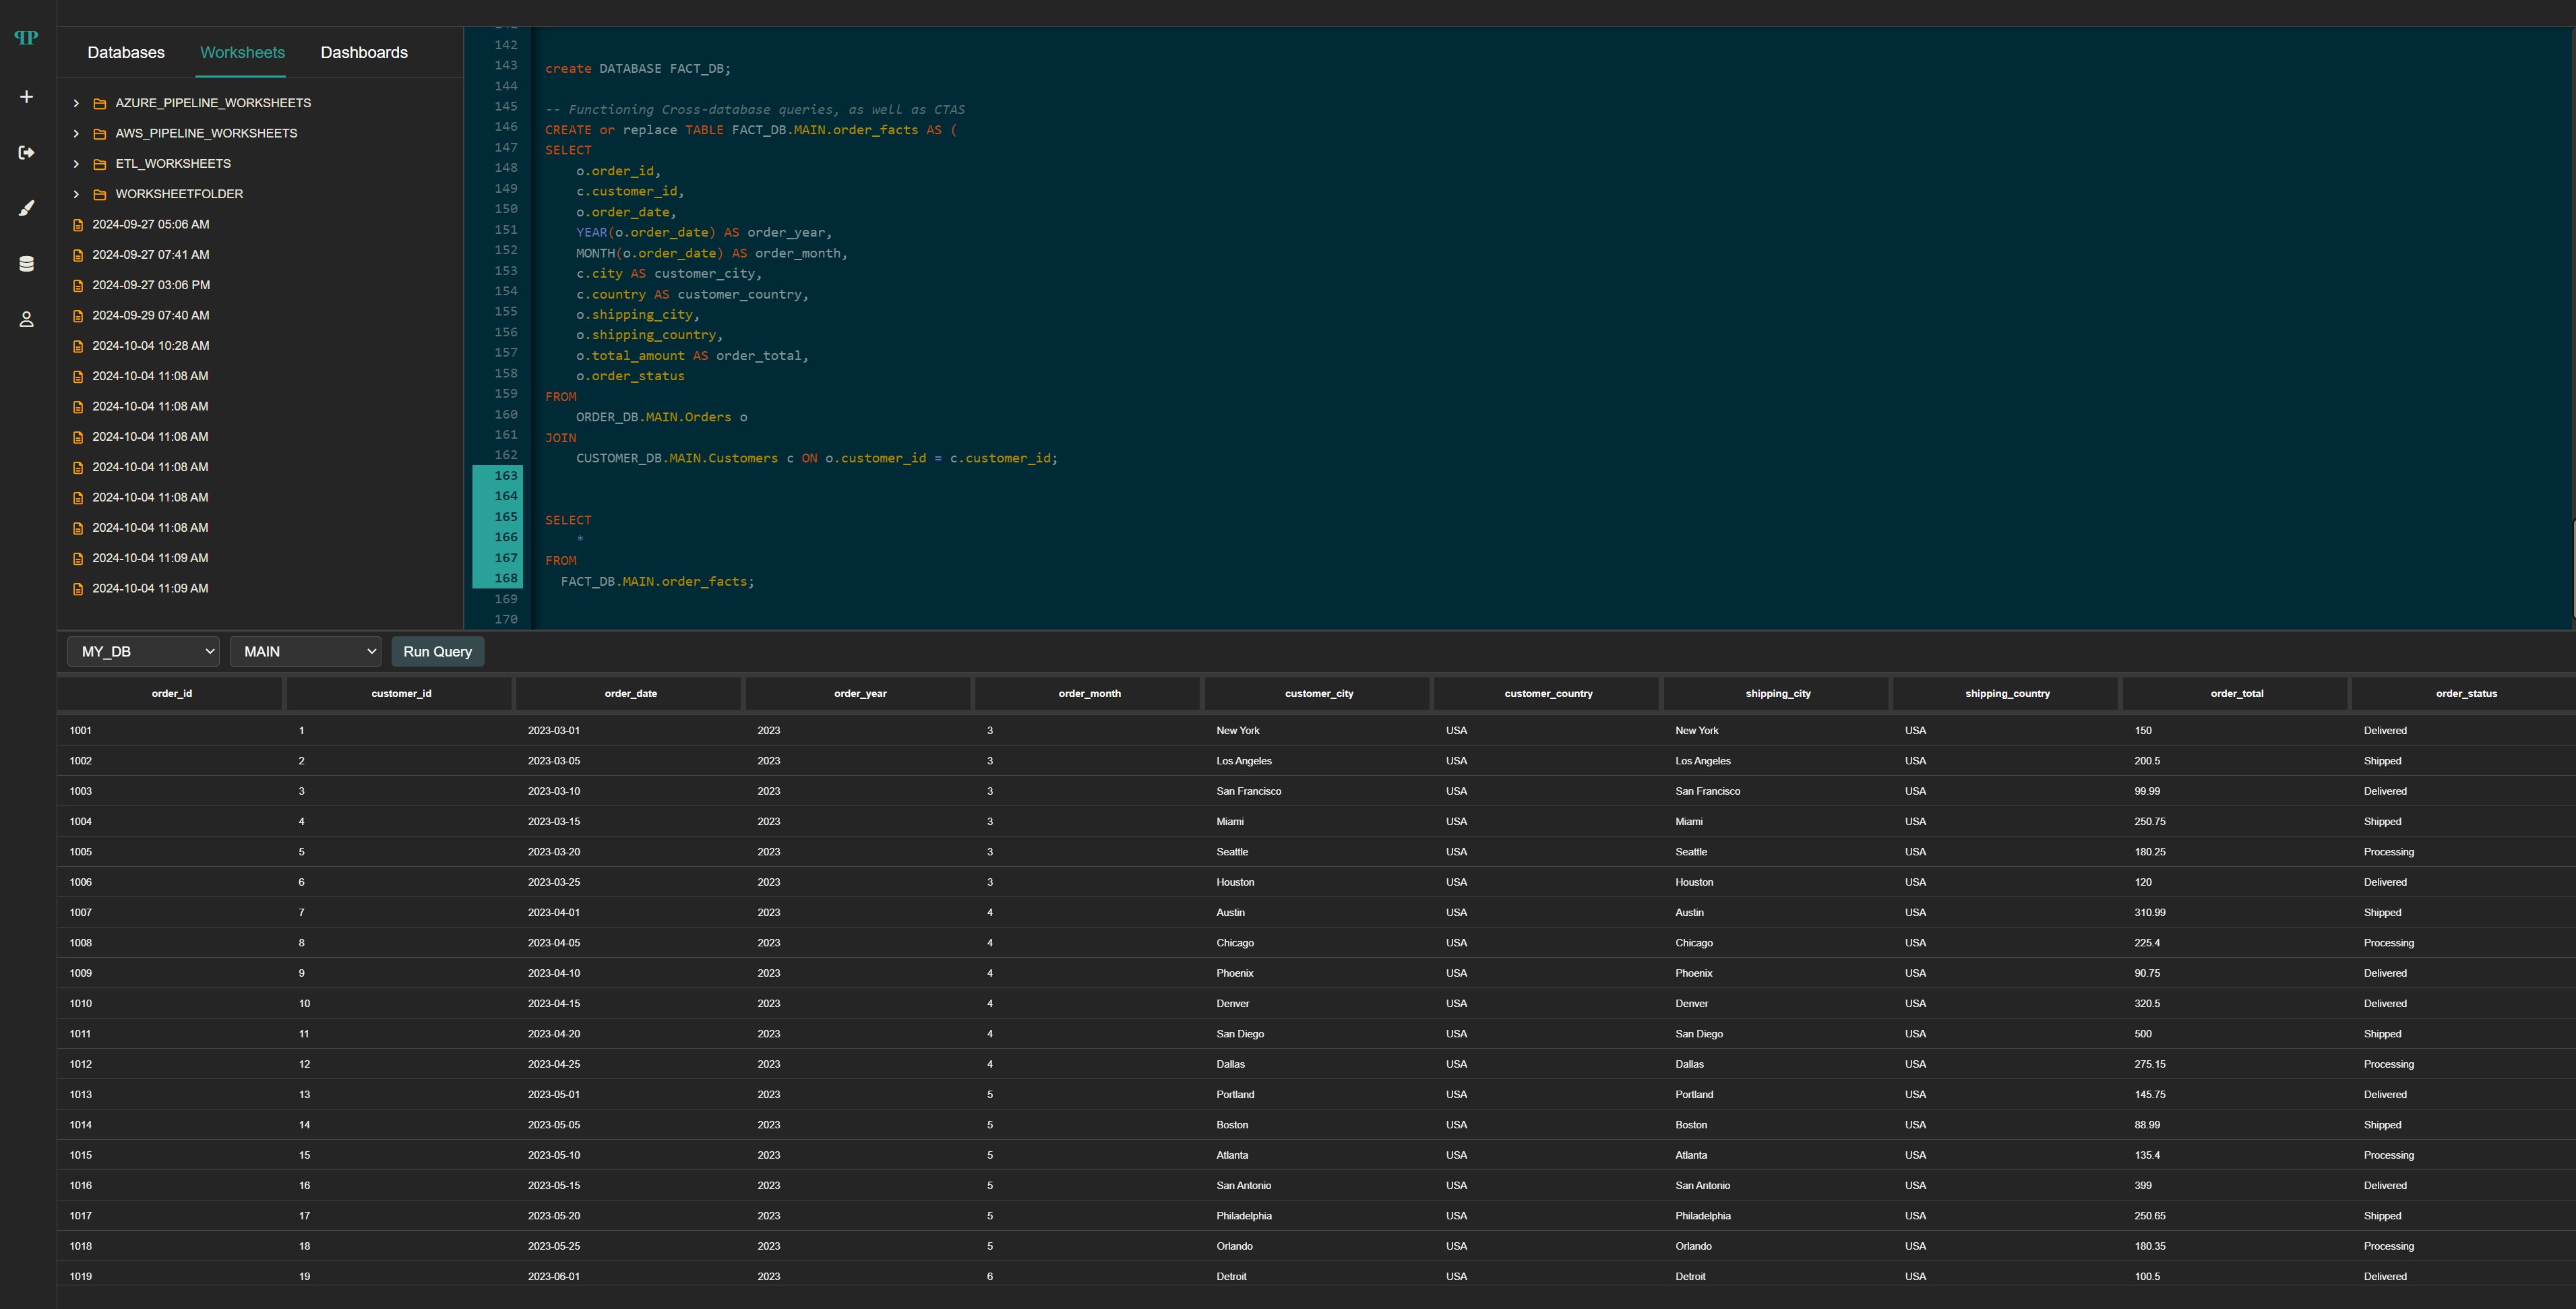 ꟼP
Databases Worksheets Dashboards
AZURE_PIPELINE_WORKSHEETS
AWS_PIPELINE_WORKSHEETS
ETL_WORKSHEETS
WORKSHEETFOLDER
2024-09-27 05:06 AM
2024-09-27 07:41 AM
2024-09-27 03:06 PM
2024-09-29 07:40 AM
2024-10-04 10:28 AM
2024-10-04 11:08 AM
2024-10-04 11:08 AM
2024-10-04 11:08 AM
2024-10-04 11:08 AM
2024-10-04 11:08 AM
2024-10-04 11:08 AM
2024-10-04 11:09 AM
2024-10-04 11:09 AM
142
143 create DATABASE FACT_DB;
144
145 -- Functioning Cross-database queries, as well as CTAS
146 CREATE or replace TABLE FACT_DB.MAIN.order_facts AS (
147 SELECT
148 o.order_id,
149 c.customer_id,
150 o.order_date,
151 YEAR(o.order_date) AS order_year,
152 MONTH(o.order_date) AS order_month,
153 c.city AS customer_city,
154 c.country AS customer_country,
155 o.shipping_city,
156 o.shipping_country,
157 o.total_amount AS order_total,
158 o.order_status
159 FROM
160 ORDER_DB.MAIN.Orders o
161 JOIN
162 CUSTOMER_DB.MAIN.Customers c ON o.customer_id = c.customer_id;
163
164
165 SELECT
166 *
167 FROM
168 FACT_DB.MAIN.order_facts;
169
170
MY_DB MAIN Run Query
order_id customer_id order_date order_year order_month customer_city customer_country shipping_city shipping_country order_total order_status
1001 1 2023-03-01 2023 3 New York USA New York USA 150 Delivered
1002 2 2023-03-05 2023 3 Los Angeles USA Los Angeles USA 200.5 Shipped
1003 3 2023-03-10 2023 3 San Francisco USA San Francisco USA 99.99 Delivered
1004 4 2023-03-15 2023 3 Miami USA Miami USA 250.75 Shipped
1005 5 2023-03-20 2023 3 Seattle USA Seattle USA 180.25 Processing
1006 6 2023-03-25 2023 3 Houston USA Houston USA 120 Delivered
1007 7 2023-04-01 2023 4 Austin USA Austin USA 310.99 Shipped
1008 8 2023-04-05 2023 4 Chicago USA Chicago USA 225.4 Processing
1009 9 2023-04-10 2023 4 Phoenix USA Phoenix USA 90.75 Delivered
1010 10 2023-04-15 2023 4 Denver USA Denver USA 320.5 Delivered
1011 11 2023-04-20 2023 4 San Diego USA San Diego USA 500 Shipped
1012 12 2023-04-25 2023 4 Dallas USA Dallas USA 275.15 Processing
1013 13 2023-05-01 2023 5 Portland USA Portland USA 145.75 Delivered
1014 14 2023-05-05 2023 5 Boston USA Boston USA 88.99 Shipped
1015 15 2023-05-10 2023 5 Atlanta USA Atlanta USA 135.4 Processing
1016 16 2023-05-15 2023 5 San Antonio USA San Antonio USA 399 Delivered
1017 17 2023-05-20 2023 5 Philadelphia USA Philadelphia USA 250.65 Shipped
1018 18 2023-05-25 2023 5 Orlando USA Orlando USA 180.35 Processing
1019 19 2023-06-01 2023 6 Detroit USA Detroit USA 100.5 Delivered